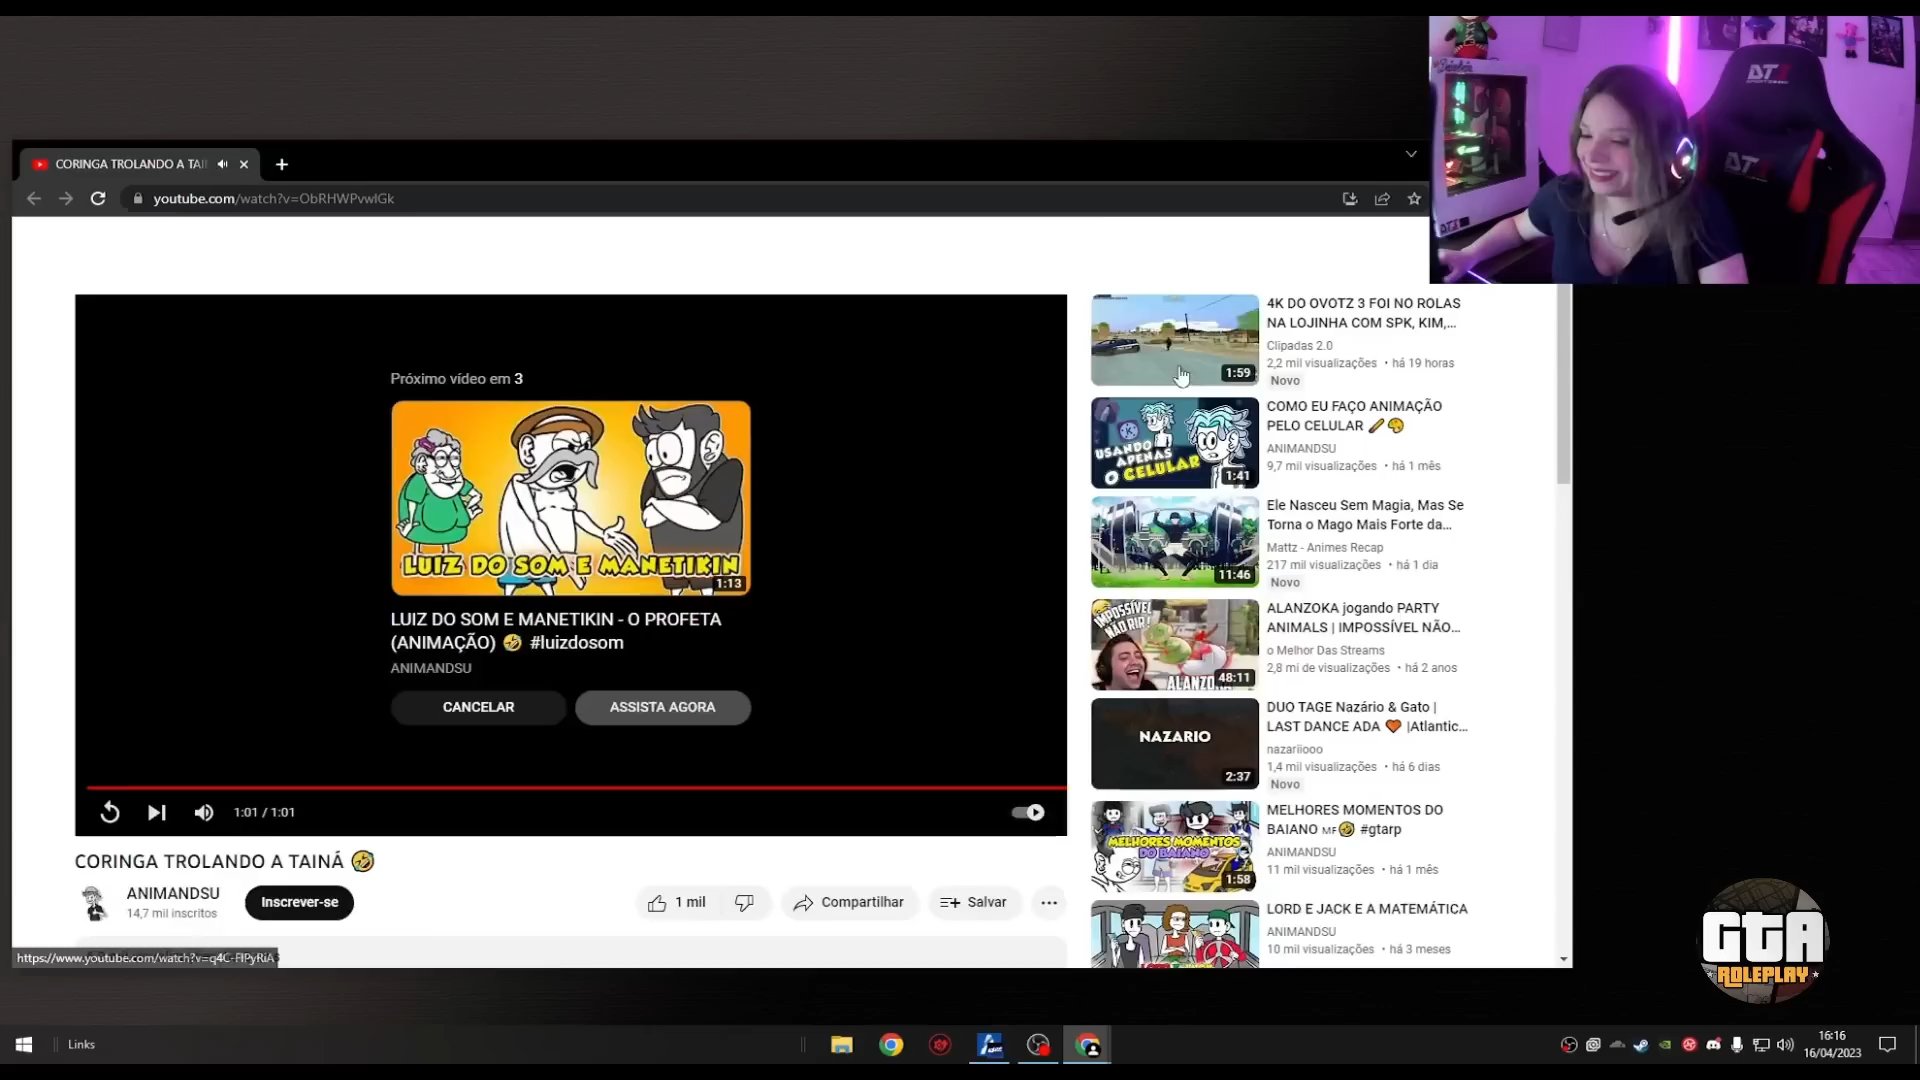 CORINGA TROLANDO A TAI
youtube.com/watch?v=ObRHWPvwlGk
DT3
DT3
DT3
Próximo vídeo em 3
LUIZ DO SOM E MANETIKIN
1:13
LUIZ DO SOM E MANETIKIN - O PROFETA
(ANIMAÇÃO) 🤣 #luizdosom
ANIMANDSU
CANCELAR
ASSISTA AGORA
1:01 / 1:01
CORINGA TROLANDO A TAINÁ 🤣
ANIMANDSU
14,7 mil inscritos
Inscrever-se
1 mil
Compartilhar
Salvar
1:59
4K DO OVOTZ 3 FOI NO ROLAS
NA LOJINHA COM SPK, KIM,...
Clipadas 2.0
2,2 mil visualizações • há 19 horas
Novo
USANDO
APENAS
O CELULAR
1:41
COMO EU FAÇO ANIMAÇÃO
PELO CELULAR
ANIMANDSU
9,7 mil visualizações • há 1 mês
11:46
Ele Nasceu Sem Magia, Mas Se
Torna o Mago Mais Forte da...
Mattz - Animes Recap
217 mil visualizações • há 1 dia
Novo
IMPOSSÍVEL
NÃO RIR!
ALANZO
48:11
ALANZOKA jogando PARTY
ANIMALS | IMPOSSÍVEL NÃO...
o Melhor Das Streams
2,8 mi de visualizações • há 2 anos
NAZARIO
2:37
DUO TAGE Nazário & Gato |
LAST DANCE ADA 🧡 |Atlantic...
nazariiooo
1,4 mil visualizações • há 6 dias
Novo
MELHORES MOMENTOS
DO BAIANO
1:58
MELHORES MOMENTOS DO
BAIANO MF🤣 #gtarp
ANIMANDSU
11 mil visualizações • há 1 mês
LORD E JACK E A MATEMÁTICA
ANIMANDSU
10 mil visualizações • há 3 meses
https://www.youtube.com/watch?v=q4C-FlPyRiA
GTA
ROLEPLAY
Links
16:16
16/04/2023